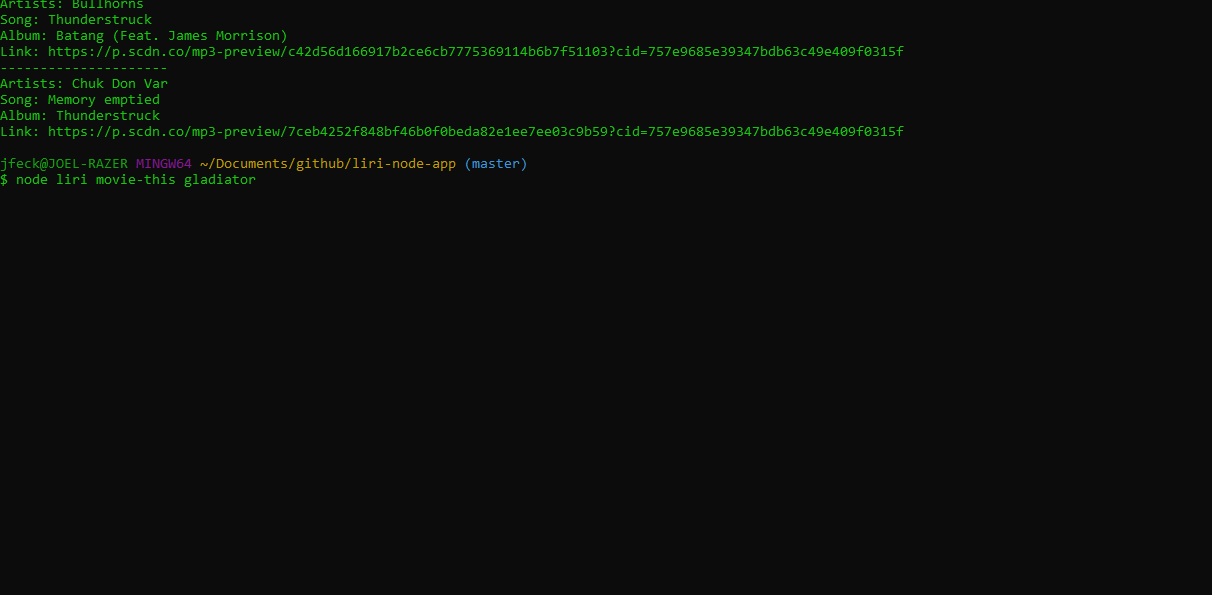 Artists: Bullhorns
Song: Thunderstruck
Album: Batang (Feat. James Morrison)
Link: https://p.scdn.co/mp3-preview/c42d56d166917b2ce6cb7775369114b6b7f51103?cid=757e9685e39347bdb63c49e409f0315f
---------------------
Artists: Chuk Don Var
Song: Memory emptied
Album: Thunderstruck
Link: https://p.scdn.co/mp3-preview/7ceb4252f848bf46b0f0beda82e1ee7ee03c9b59?cid=757e9685e39347bdb63c49e409f0315f
jfeck@JOEL-RAZER MINGW64 ~/Documents/github/liri-node-app (master)
$ node liri movie-this gladiator